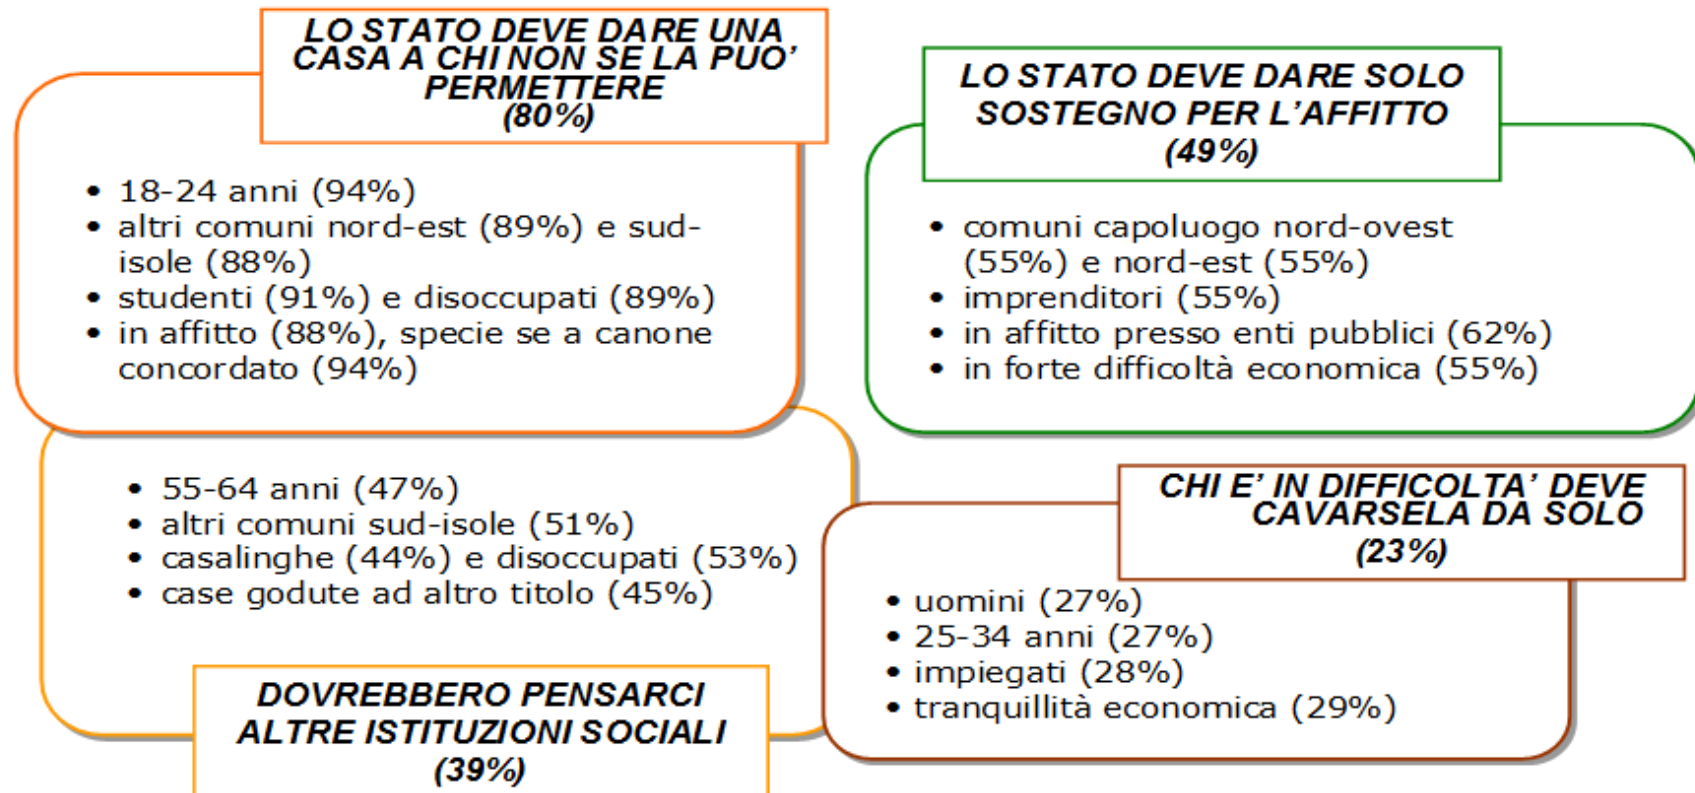 LO STATO DEVE DARE UNA
CASA A CHI NON SE LA PUO'
PERMETTERE
(80%)
• 18-24 anni (94%)
• altri comuni nord-est (89%) e sud-
isole (88%)
• studenti (91%) e disoccupati (89%)
• in affitto (88%), specie se a canone
concordato (94%)
LO STATO DEVE DARE SOLO
SOSTEGNO PER L'AFFITTO
(49%)
• comuni capoluogo nord-ovest
(55%) e nord-est (55%)
• imprenditori (55%)
• in affitto presso enti pubblici (62%)
• in forte difficoltà economica (55%)
• 55-64 anni (47%)
• altri comuni sud-isole (51%)
• casalinghe (44%) e disoccupati (53%)
• case godute ad altro titolo (45%)
DOVREBBERO PENSARCI
ALTRE ISTITUZIONI SOCIALI
(39%)
CHI E' IN DIFFICOLTA' DEVE
CAVARSELA DA SOLO
(23%)
• uomini (27%)
• 25-34 anni (27%)
• impiegati (28%)
• tranquillità economica (29%)